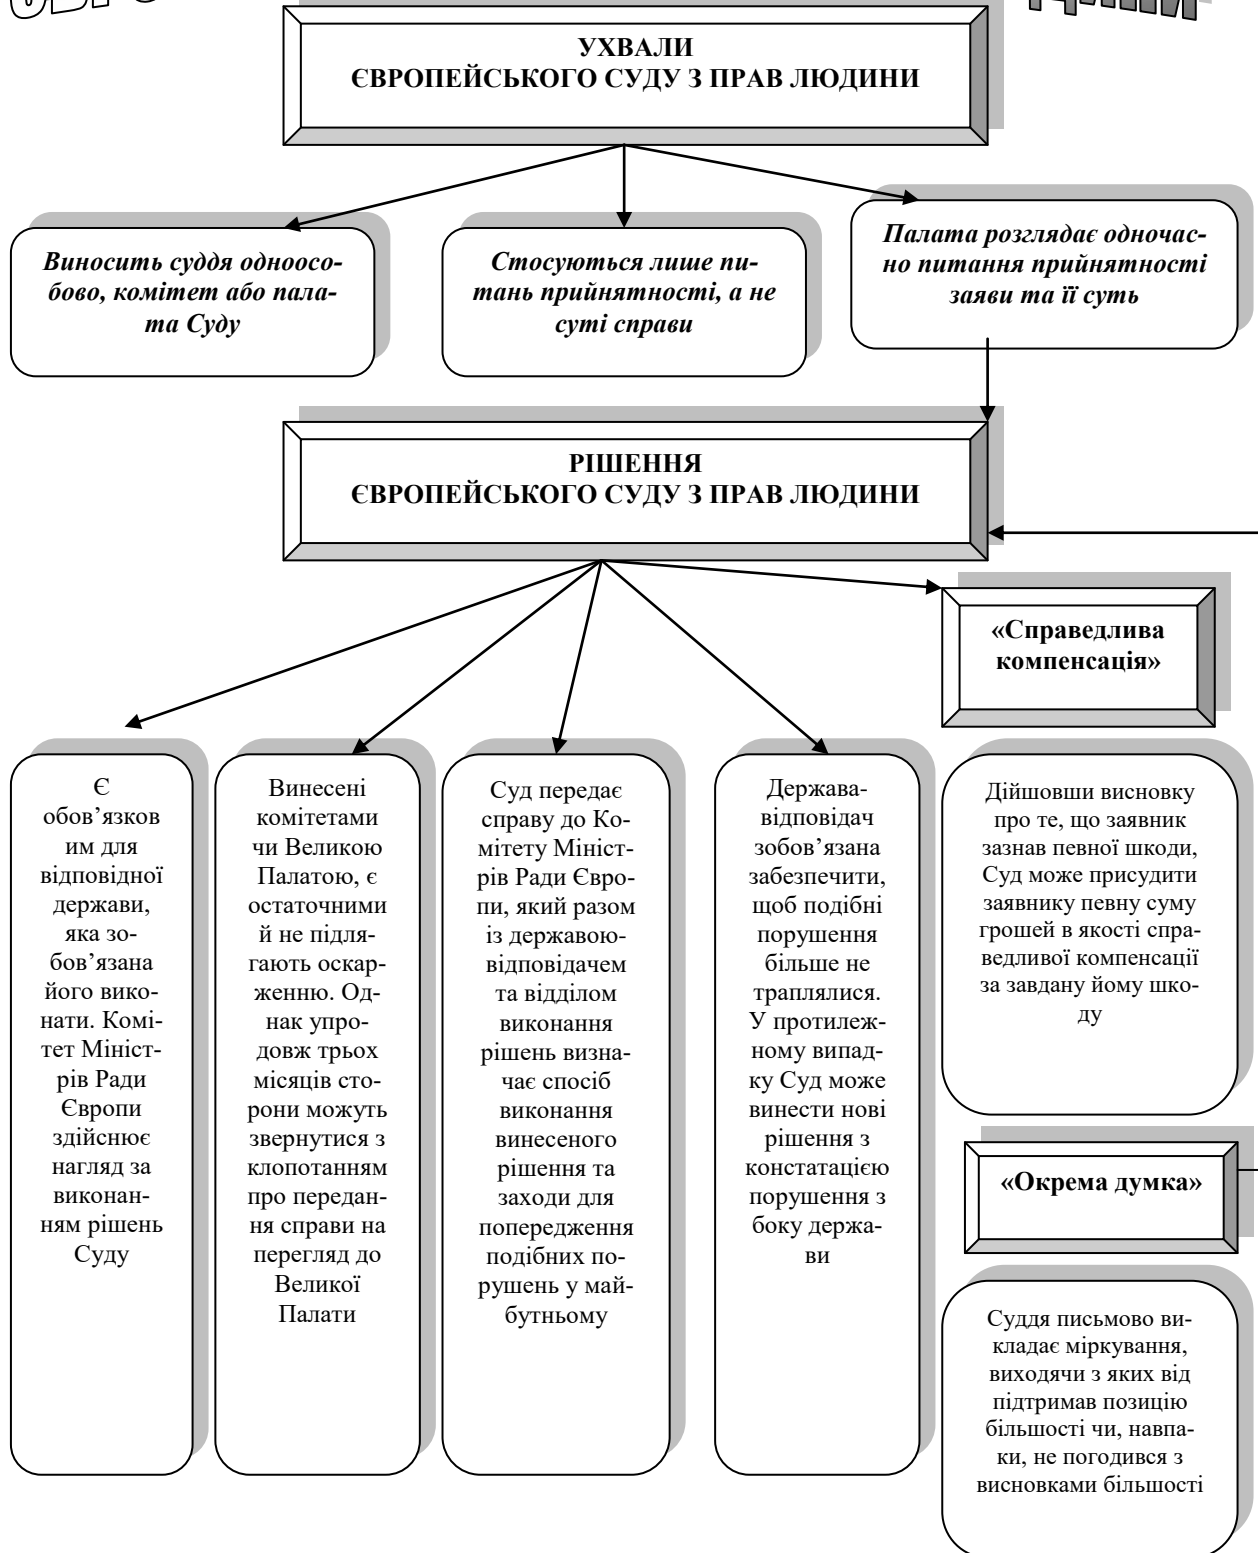 УХВАЛИ
ЄВРОПЕЙСЬКОГО СУДУ З ПРАВ ЛЮДИНИ
Виносить суддя одноосо-
бово, комітет або пала-
та Суду
Стосуються лише пи-
тань прийнятності, а не
суті справи
Палата розглядає одночас-
но питання прийнятності
заяви та її суть
РІШЕННЯ
ЄВРОПЕЙСЬКОГО СУДУ З ПРАВ ЛЮДИНИ
«Справедлива
компенсація»
Є
обов’язков
им для
відповідної
держави,
яка зо-
бов’язана
його вико-
нати. Комі-
тет Мініст-
рів Ради
Європи
здійснює
нагляд за
виконан-
ням рішень
Суду
Винесені
комітетами
чи Великою
Палатою, є
остаточними
й не підля-
гають оскар-
женню. Од-
нак упро-
довж трьох
місяців сто-
рони можуть
звернутися з
клопотанням
про передан-
ня справи на
перегляд до
Великої
Палати
Суд передає
справу до Ко-
мітету Мініст-
рів Ради Євро-
пи, який разом
із державою-
відповідачем
та відділом
виконання
рішень визна-
чає спосіб
виконання
винесеного
рішення та
заходи для
попередження
подібних по-
рушень у май-
бутньому
Держава-
відповідач
зобов’язана
забезпечити,
щоб подібні
порушення
більше не
траплялися.
У протилеж-
ному випад-
ку Суд може
винести нові
рішення з
констатацією
порушення з
боку держа-
ви
Дійшовши висновку
про те, що заявник
зазнав певної шкоди,
Суд може присудити
заявнику певну суму
грошей в якості спра-
ведливої компенсації
за завдану йому шко-
ду
«Окрема думка»
Суддя письмово ви-
кладає міркування,
виходячи з яких від
підтримав позицію
більшості чи, навпа-
ки, не погодився з
висновками більшості